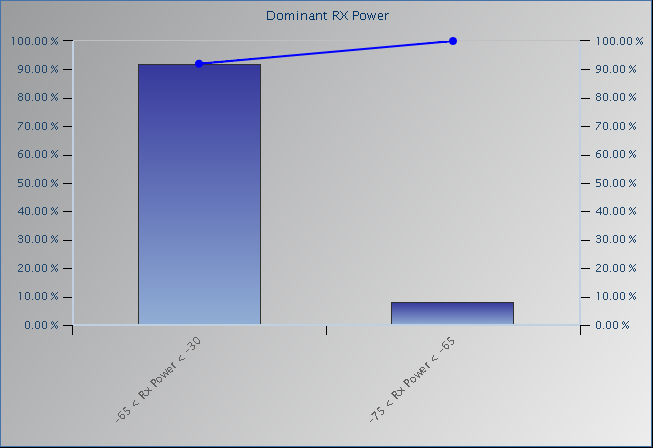 Dominant RX Power
100.00 % 100.00 %
90.00 % 90.00 %
80.00 % 80.00 %
70.00 % 70.00 %
60.00 % 60.00 %
50.00 % 50.00 %
40.00 % 40.00 %
30.00 % 30.00 %
20.00 % 20.00 %
10.00 % 10.00 %
0.00 % 0.00 %
-65 < Rx Power < -30
-75 < Rx Power < -65